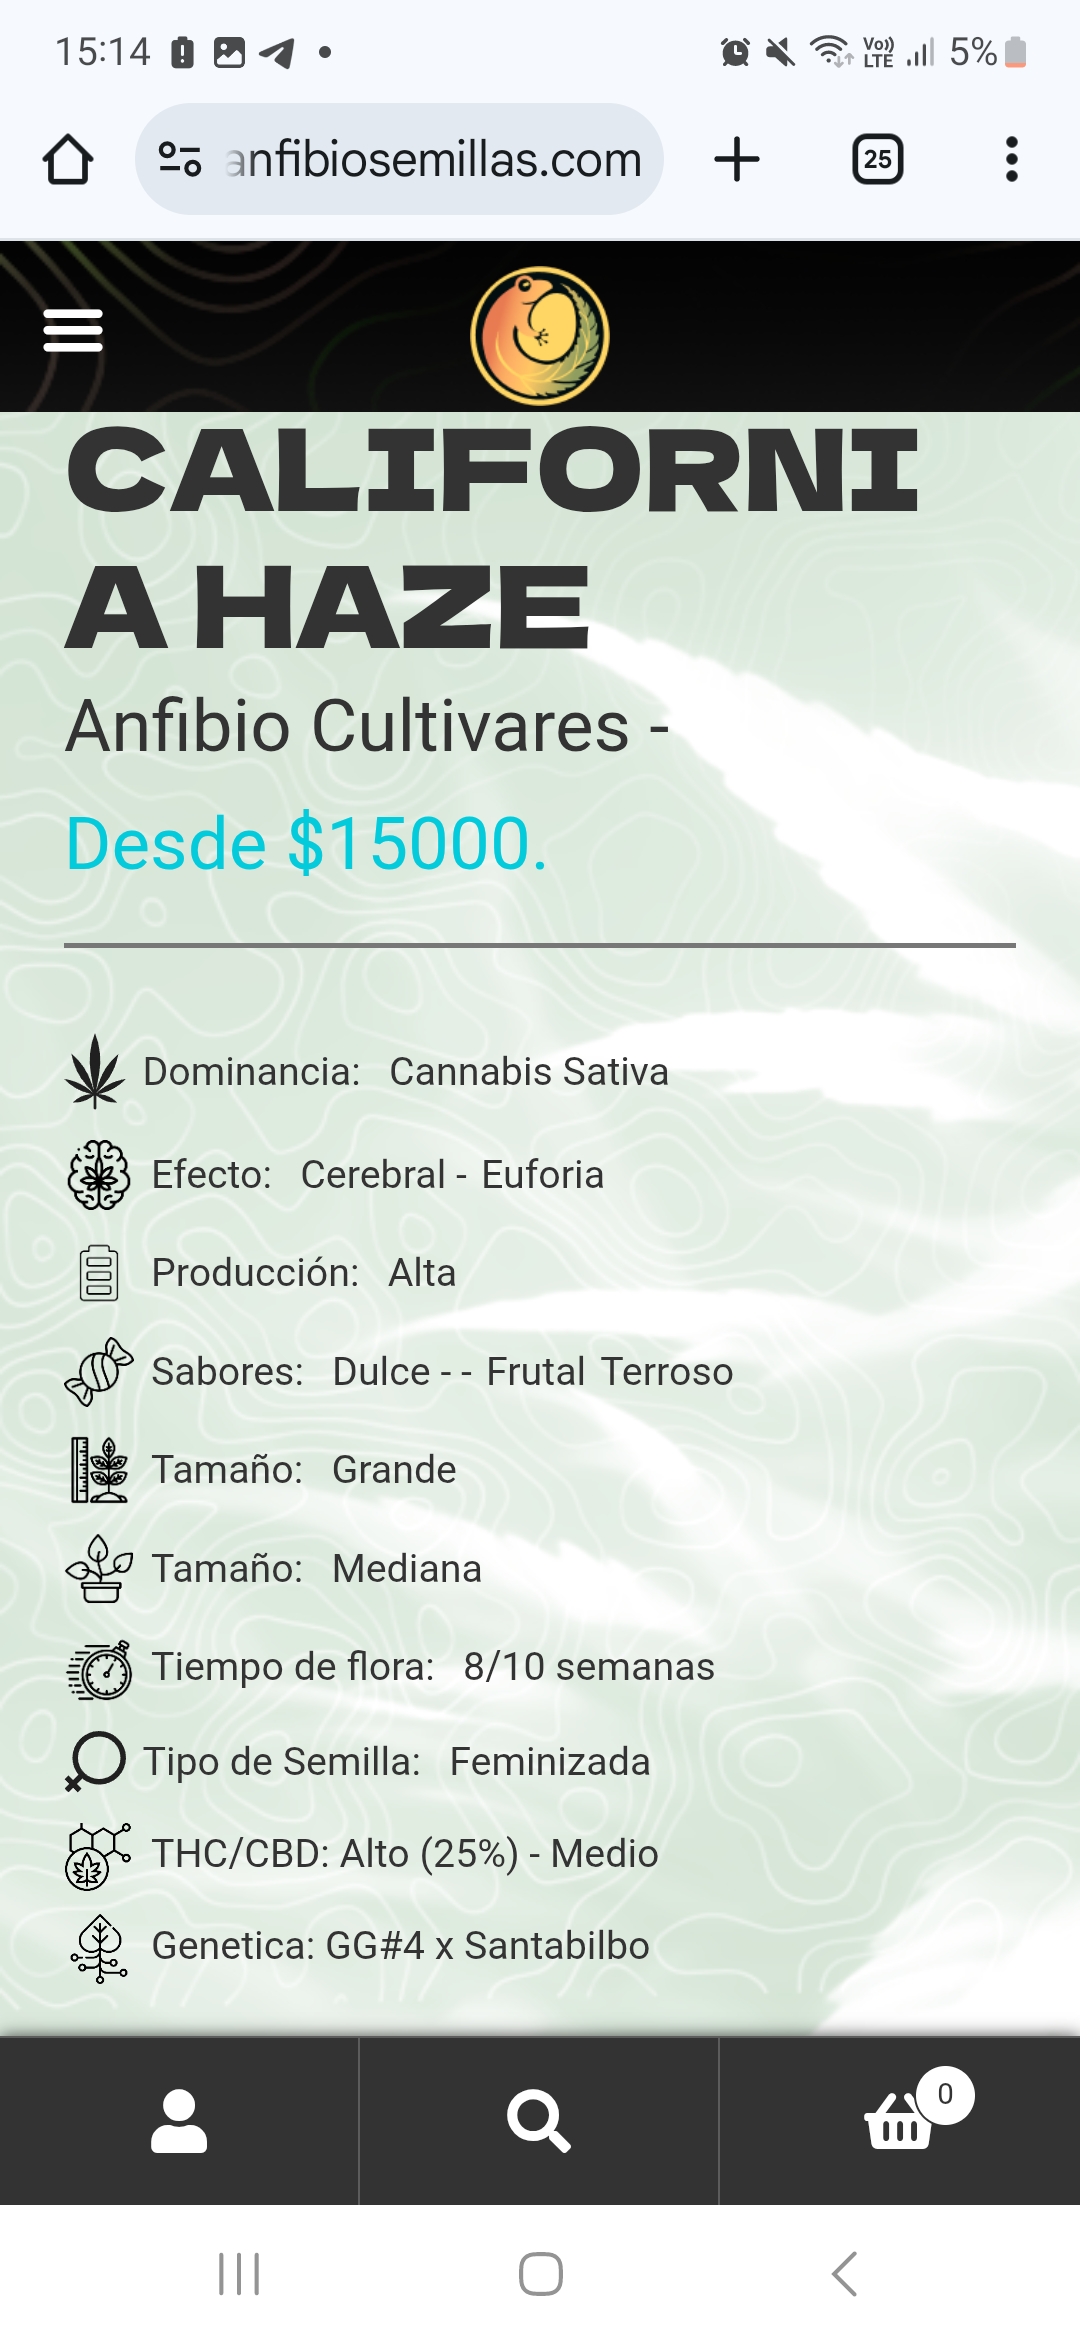 15:14
Vo))
LTE
5%
anfibiosemillas.com
25
CALIFORNI
A HAZE
Anfibio Cultivares -
Desde $15000.
Dominancia: Cannabis Sativa
Efecto: Cerebral - Euforia
Producción: Alta
Sabores: Dulce - - Frutal Terroso
Tamaño: Grande
Tamaño: Mediana
Tiempo de flora: 8/10 semanas
Tipo de Semilla: Feminizada
THC/CBD: Alto (25%) - Medio
Genetica: GG#4 x Santabilbo
0